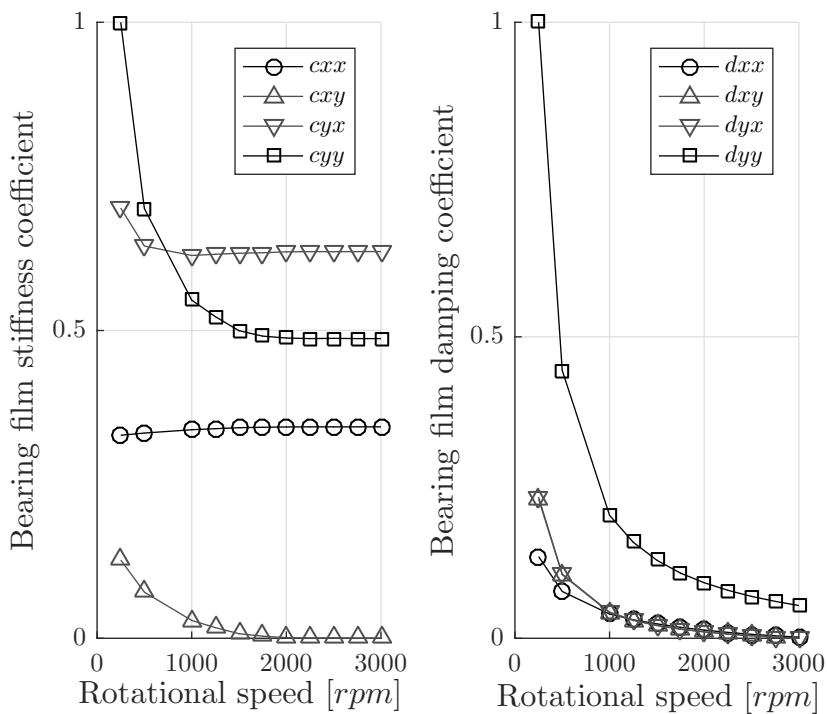 Bearing film stiffness coefficient
1
0.5
0
0
1000
2000
3000
Rotational speed [rpm]
cxx
cxy
cyx
cyy
Bearing film damping coefficient
1
0.5
0
0
1000
2000
3000
Rotational speed [rpm]
dxx
dxy
dyx
dyy